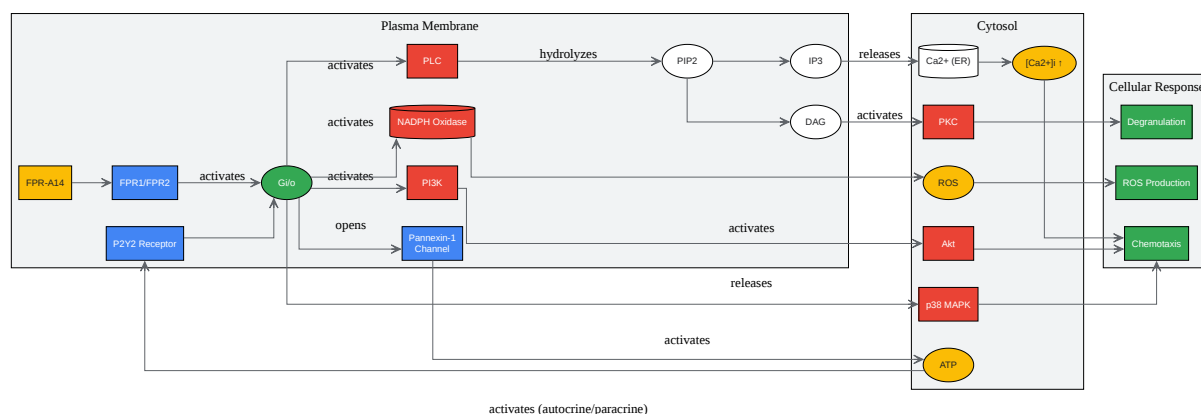 Plasma Membrane
Cytosol
Cellular Response
PLC
hydrolyzes
PIP2
IP3
releases
Ca2+ (ER)
[Ca2+]i ↑
activates
NADPH Oxidase
activates
DAG
activates
PKC
Degranulation
FPR-A14
FPR1/FPR2
activates
Gi/o
activates
PI3K
ROS
ROS Production
P2Y2 Receptor
opens
Pannexin-1
Channel
activates
Akt
Chemotaxis
releases
p38 MAPK
activates
ATP
activates (autocrine/paracrine)